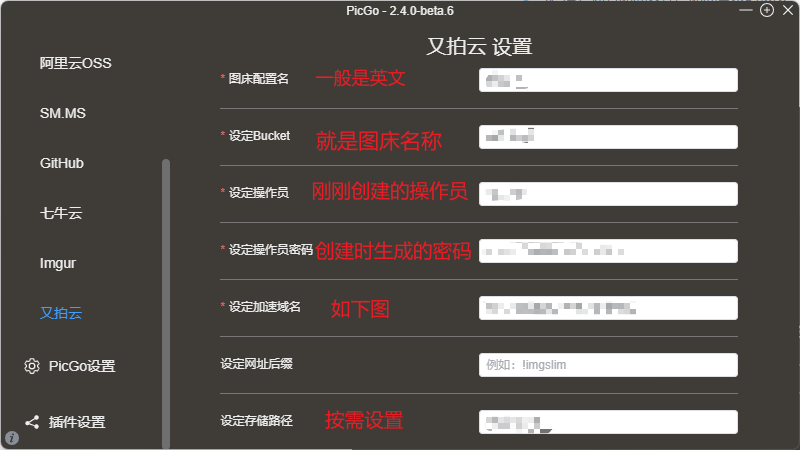 PicGo - 2.4.0-beta.6
阿里云OSS
SM.MS
GitHub
七牛云
Imgur
又拍云
PicGo设置
插件设置
又拍云 设置
* 图床配置名 一般是英文
* 设定Bucket 就是图床名称
* 设定操作员 刚刚创建的操作员
* 设定操作员密码 创建时生成的密码
* 设定加速域名 如下图
设定网址后缀 例如：!imgslim
设定存储路径 按需设置